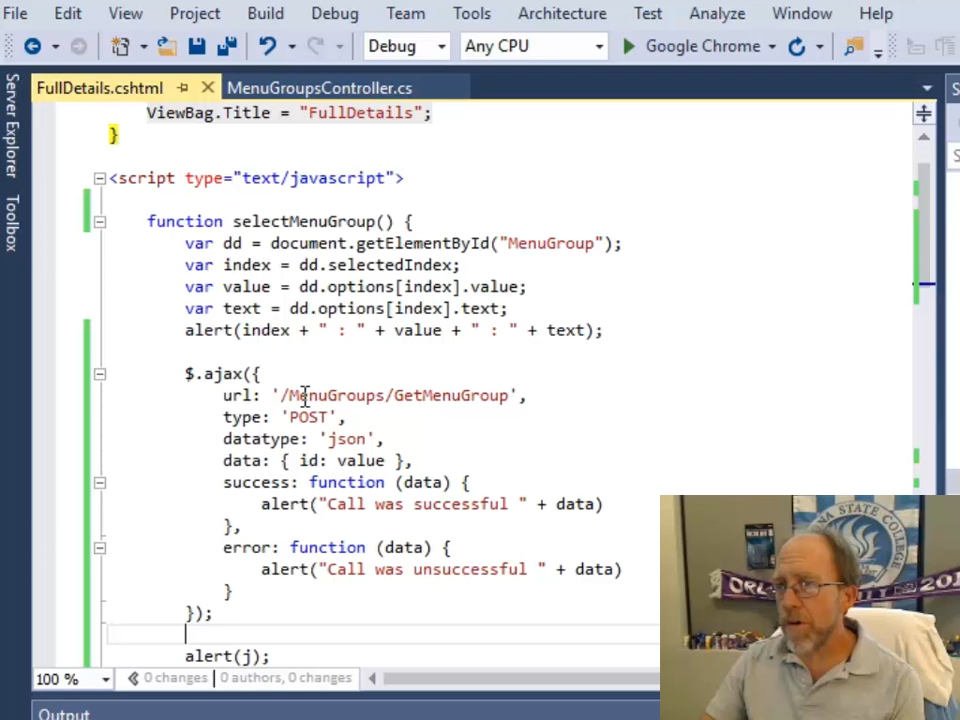 File Edit View Project Build Debug Team Tools Architecture Test Analyze Window Help
Debug Any CPU Google Chrome
FullDetails.cshtml MenuGroupsController.cs
Server Explorer
Toolbox
ViewBag.Title = "FullDetails";
}
<script type="text/javascript">
function selectMenuGroup() {
var dd = document.getElementById("MenuGroup");
var index = dd.selectedIndex;
var value = dd.options[index].value;
var text = dd.options[index].text;
alert(index + " : " + value + " : " + text);
$.ajax({
url: '/MenuGroups/GetMenuGroup',
type: 'POST',
datatype: 'json',
data: { id: value },
success: function (data) {
alert("Call was successful " + data)
},
error: function (data) {
alert("Call was unsuccessful " + data)
}
});
alert(j);
100 % 0 changes | 0 authors, 0 changes
Output
STATE COLLEGE